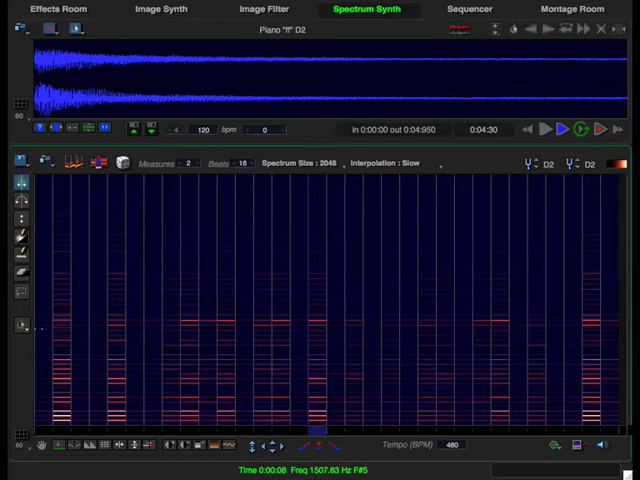 Effects Room Image Synth Image Filter Spectrum Synth Sequencer Montage Room
Piano "ff" D2
60
? 4 120 bpm 0 in 0:00:00 out 0:04:950 0:04:30
Measures 2 Beats 16 Spectrum Size : 2048 Interpolation : Slow D2 D2
60 Tempo (BPM) 480
Time 0:00:08 Freq 1507.63 Hz F#5